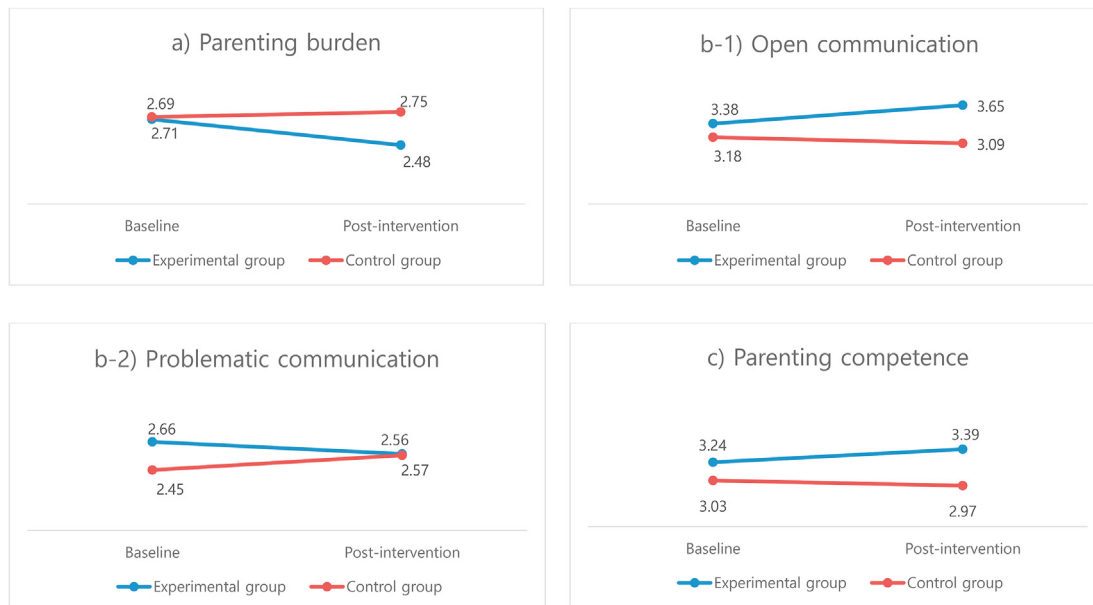 a) Parenting burden
2.69
2.75
2.71
2.48
Baseline
Post-intervention
Experimental group
Control group
b-1) Open communication
3.38
3.65
3.18
3.09
Baseline
Post-intervention
Experimental group
Control group
b-2) Problematic communication
2.66
2.56
2.45
2.57
Baseline
Post-intervention
Experimental group
Control group
c) Parenting competence
3.24
3.39
3.03
2.97
Baseline
Post-intervention
Experimental group
Control group